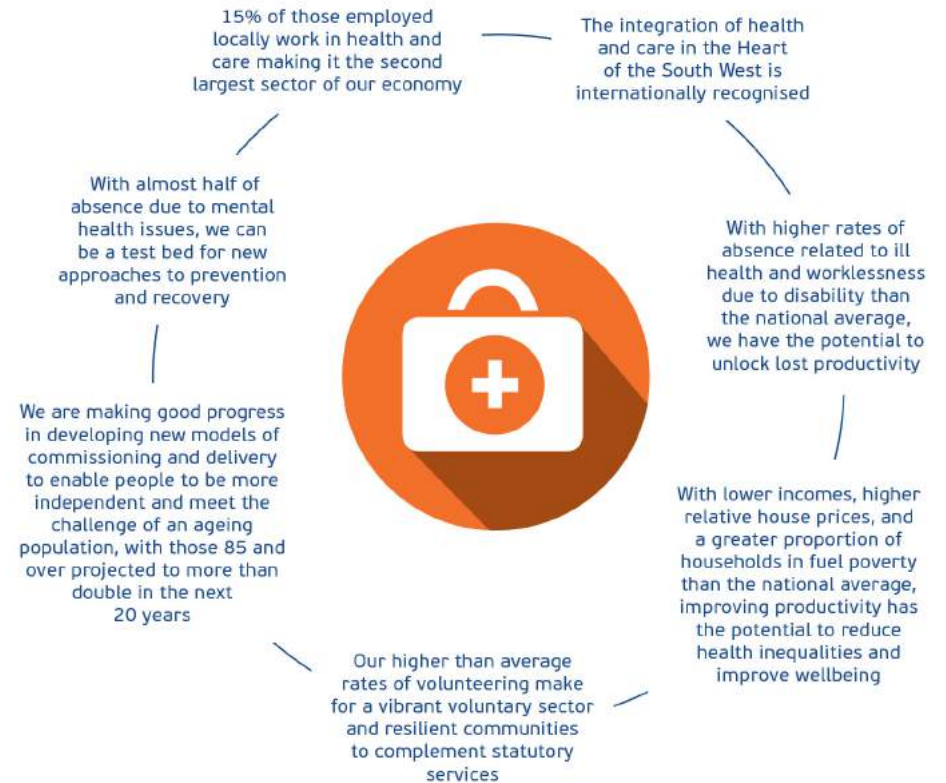 15% of those employed
locally work in health and
care making it the second
largest sector of our economy
The integration of health
and care in the Heart
of the South West is
internationally recognised
With higher rates of
absence related to ill
health and worklessness
due to disability than
the national average,
we have the potential to
unlock lost productivity
With lower incomes, higher
relative house prices, and
a greater proportion of
households in fuel poverty
than the national average,
improving productivity has
the potential to reduce
health inequalities and
improve wellbeing
Our higher than average
rates of volunteering make
for a vibrant voluntary sector
and resilient communities
to complement statutory
services
We are making good progress
in developing new models of
commissioning and delivery
to enable people to be more
independent and meet the
challenge of an ageing
population, with those 85 and
over projected to more than
double in the next
20 years
With almost half of
absence due to mental
health issues, we can
be a test bed for new
approaches to prevention
and recovery